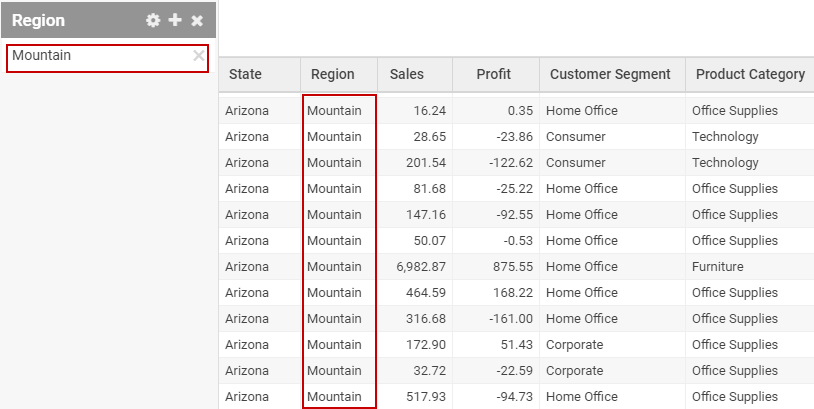 Region
Mountain
State Region Sales Profit Customer Segment Product Category
Arizona Mountain 16.24 0.35 Home Office Office Supplies
Arizona Mountain 28.65 -23.86 Consumer Technology
Arizona Mountain 201.54 -122.62 Consumer Technology
Arizona Mountain 81.68 -25.22 Home Office Office Supplies
Arizona Mountain 147.16 -92.55 Home Office Office Supplies
Arizona Mountain 50.07 -0.53 Home Office Office Supplies
Arizona Mountain 6,982.87 875.55 Home Office Furniture
Arizona Mountain 464.59 168.22 Home Office Office Supplies
Arizona Mountain 316.68 -161.00 Home Office Office Supplies
Arizona Mountain 172.90 51.43 Corporate Office Supplies
Arizona Mountain 32.72 -22.59 Corporate Office Supplies
Arizona Mountain 517.93 -94.73 Home Office Office Supplies